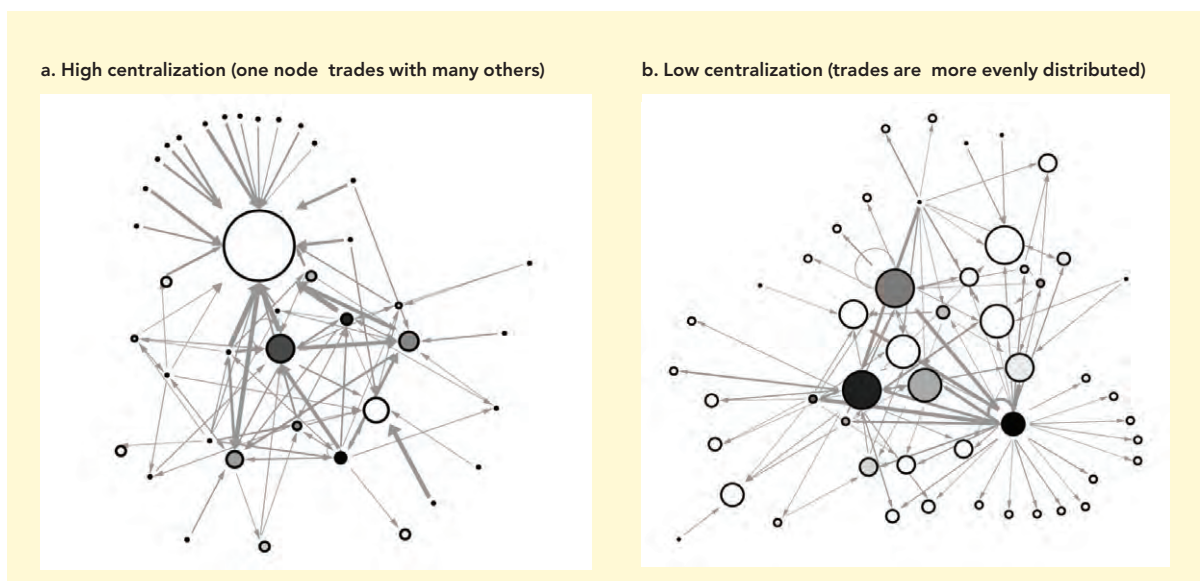 a. High centralization (one node trades with many others)
b. Low centralization (trades are more evenly distributed)